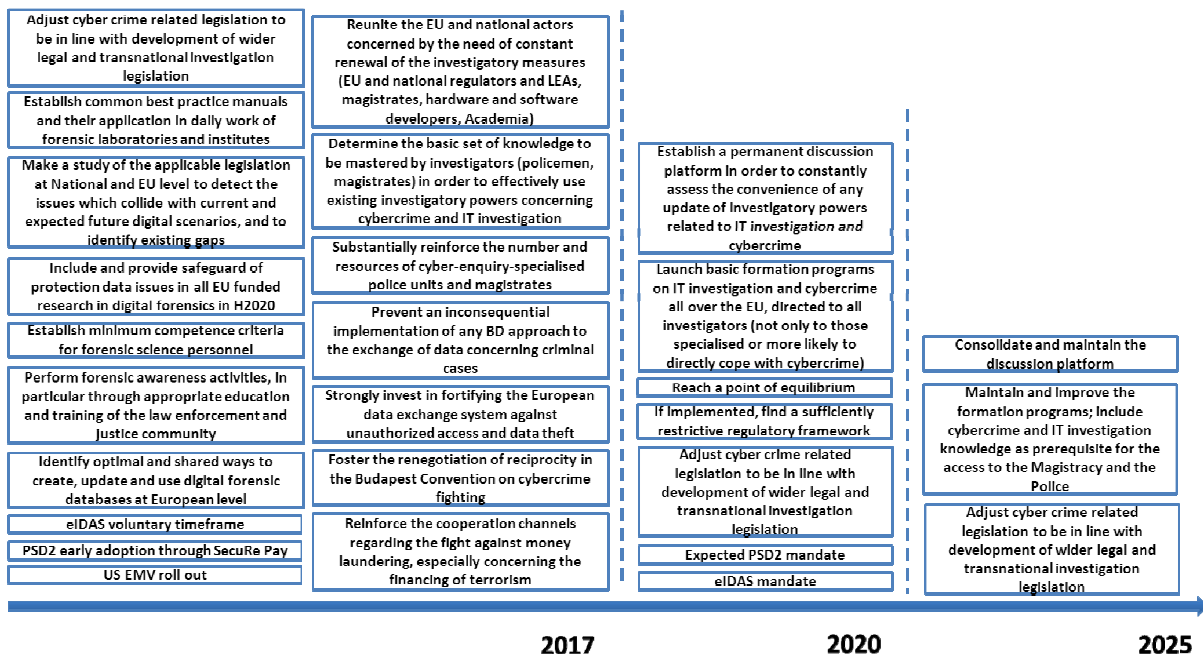 Adjust cyber crime related legislation to
be in line with development of wider
legal and transnational investigation
legislation
Establish common best practice manuals
and their application in daily work of
forensic laboratories and institutes
Make a study of the applicable legislation
at National and EU level to detect the
issues which collide with current and
expected future digital scenarios, and to
identify existing gaps
Include and provide safeguard of
protection data issues in all EU funded
research in digital forensics in H2020
Establish minimum competence criteria
for forensic science personnel
Perform forensic awareness activities, in
particular through appropriate education
and training of the law enforcement and
justice community
Identify optimal and shared ways to
create, update and use digital forensic
databases at European level
eIDAS voluntary timeframe
PSD2 early adoption through SecuRe Pay
US EMV roll out
Reunite the EU and national actors
concerned by the need of constant
renewal of the investigatory measures
(EU and national regulators and LEAs,
magistrates, hardware and software
developers, Academia)
Determine the basic set of knowledge to
be mastered by investigators (policemen,
magistrates) in order to effectively use
existing investigatory powers concerning
cybercrime and IT investigation
Substantially reinforce the number and
resources of cyber-enquiry-specialised
police units and magistrates
Prevent an inconsequential
implementation of any BD approach to
the exchange of data concerning criminal
cases
Strongly invest in fortifying the European
data exchange system against
unauthorized access and data theft
Foster the renegotiation of reciprocity in
the Budapest Convention on cybercrime
fighting
Reinforce the cooperation channels
regarding the fight against money
laundering, especially concerning the
financing of terrorism
Establish a permanent discussion
platform in order to constantly
assess the convenience of any
update of investigatory powers
related to IT investigation and
cybercrime
Launch basic formation programs
on IT investigation and cybercrime
all over the EU, directed to all
investigators (not only to those
specialised or more likely to
directly cope with cybercrime)
Reach a point of equilibrium
If implemented, find a sufficiently
restrictive regulatory framework
Adjust cyber crime related
legislation to be in line with
development of wider legal and
transnational investigation
legislation
Expected PSD2 mandate
eIDAS mandate
Consolidate and maintain the
discussion platform
Maintain and improve the
formation programs; include
cybercrime and IT investigation
knowledge as prerequisite for the
access to the Magistracy and the
Police
Adjust cyber crime related
legislation to be in line with
development of wider legal and
transnational investigation
legislation
2017
2020
2025